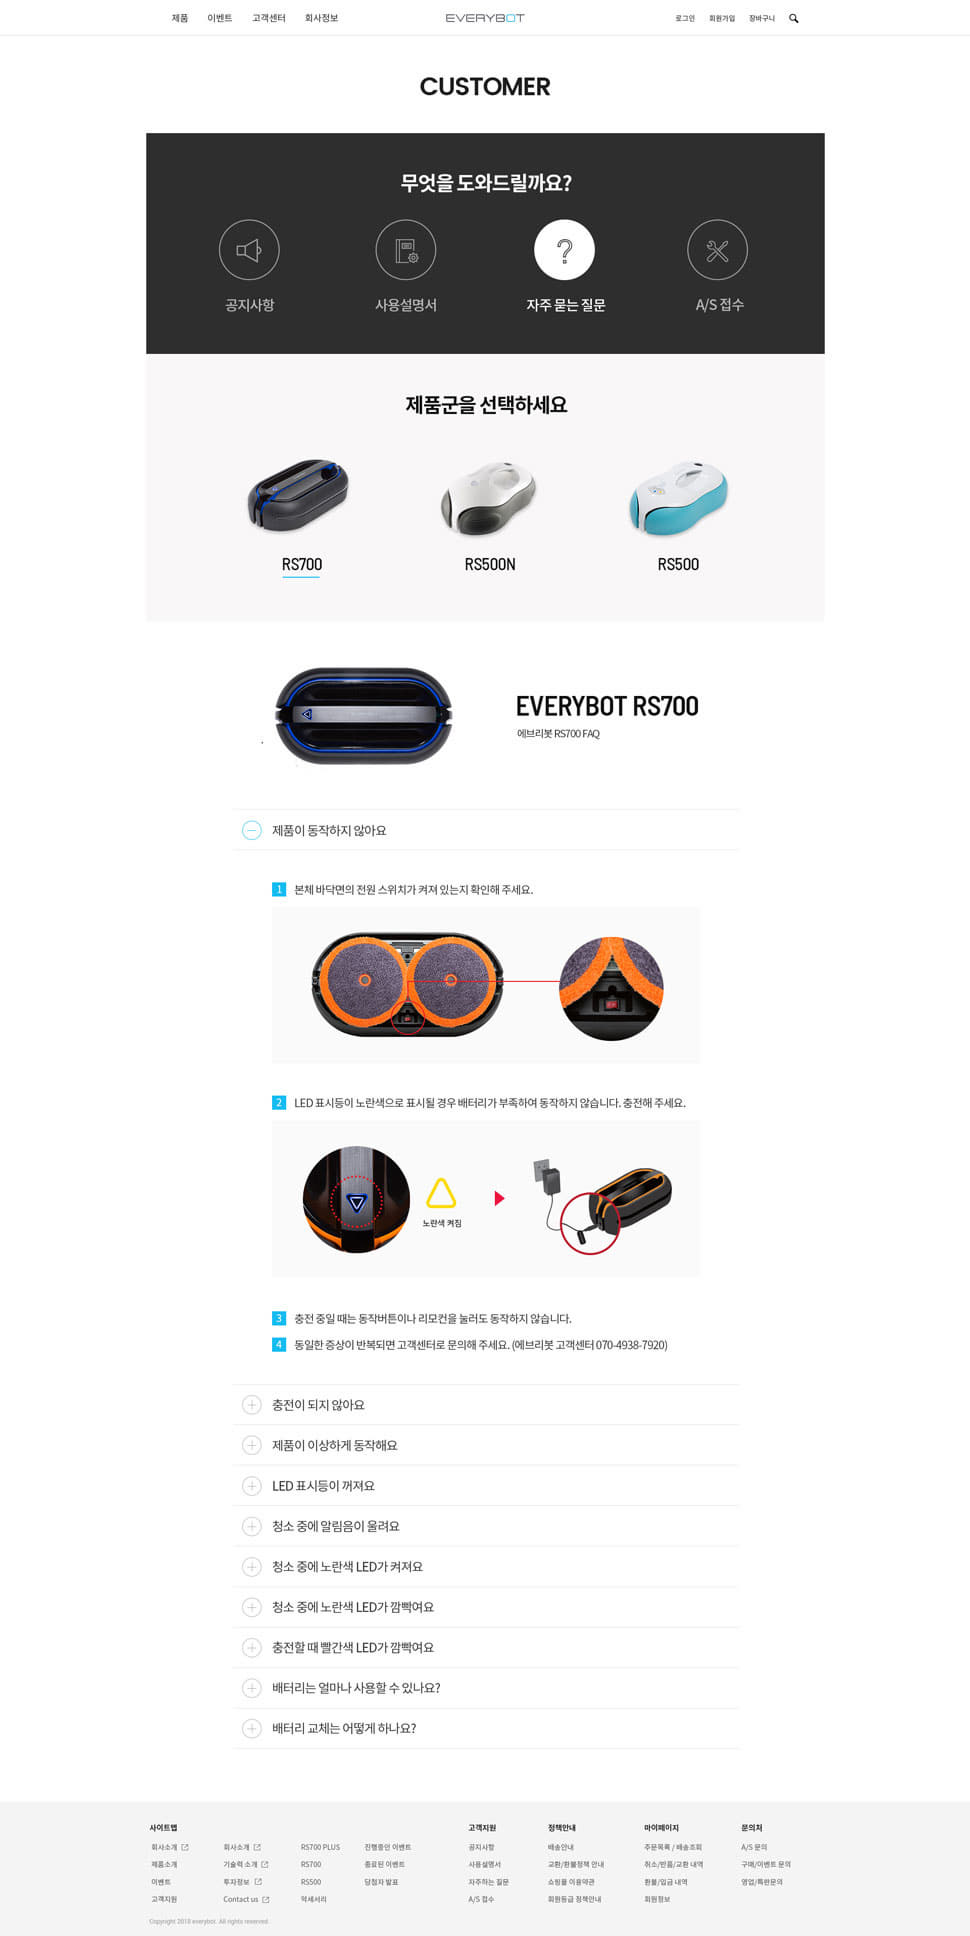 제품 이벤트 고객센터 회사정보 EVERYBOT 로그인 회원가입 장바구니
CUSTOMER
무엇을 도와드릴까요?
공지사항 사용설명서 자주 묻는 질문 A/S 접수
제품군을 선택하세요
RS700 RS500N RS500
EVERYBOT RS700
에브리봇 RS700 FAQ
제품이 동작하지 않아요
1 본체 바닥면의 전원 스위치가 켜져 있는지 확인해 주세요.
2 LED 표시등이 노란색으로 표시될 경우 배터리가 부족하여 동작하지 않습니다. 충전해 주세요.
노란색 켜짐
3 충전 중일 때는 동작버튼이나 리모컨을 눌러도 동작하지 않습니다.
4 동일한 증상이 반복되면 고객센터로 문의해 주세요. (에브리봇 고객센터 070-4938-7920)
충전이 되지 않아요
제품이 이상하게 동작해요
LED 표시등이 꺼져요
청소 중에 알림음이 울려요
청소 중에 노란색 LED가 켜져요
청소 중에 노란색 LED가 깜빡여요
충전할 때 빨간색 LED가 깜빡여요
배터리는 얼마나 사용할 수 있나요?
배터리 교체는 어떻게 하나요?
사이트맵 고객지원 정책안내 마이페이지 문의처
회사소개 회사소개 RS700 PLUS 진행중인 이벤트 공지사항 배송안내 주문목록 / 배송조회 A/S 문의
제품소개 기술력 소개 RS700 종료된 이벤트 사용설명서 교환/환불정책 안내 취소/반품/교환 내역 구매/이벤트 문의
이벤트 투자정보 RS500 당첨자 발표 자주하는 질문 쇼핑몰 이용약관 환불/입금 내역 영업/특판문의
고객지원 Contact us 악세서리 A/S 접수 회원등급 정책안내 회원정보
Copyright 2018 everybot. All rights reserved.